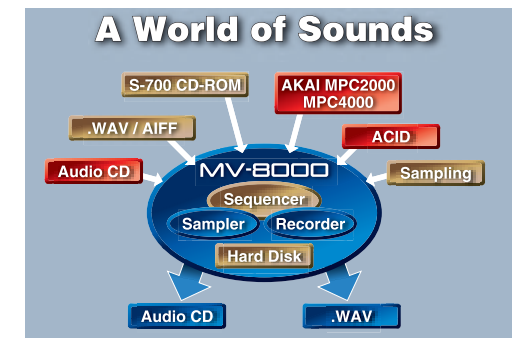 A World of Sounds
S-700 CD-ROM
AKAI MPC2000
MPC4000
.WAV / AIFF
ACID
Audio CD
Sampling
MV-8000
Sequencer
Sampler
Recorder
Hard Disk
Audio CD
.WAV